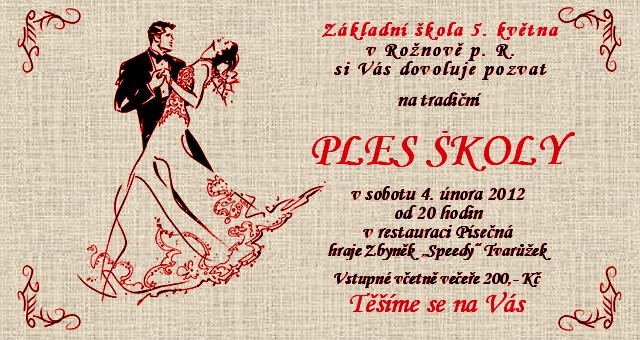 Základní škola 5. května
v Rožnově p. R.
si Vás dovoluje pozvat
na tradiční
PLES ŠKOLY
v sobotu 4. února 2012
od 20 hodin
v restauraci Písečná
hraje Zbyněk „Speedy“ Tvarůžek
Vstupné včetně večeře 200,- Kč
Těšíme se na Vás